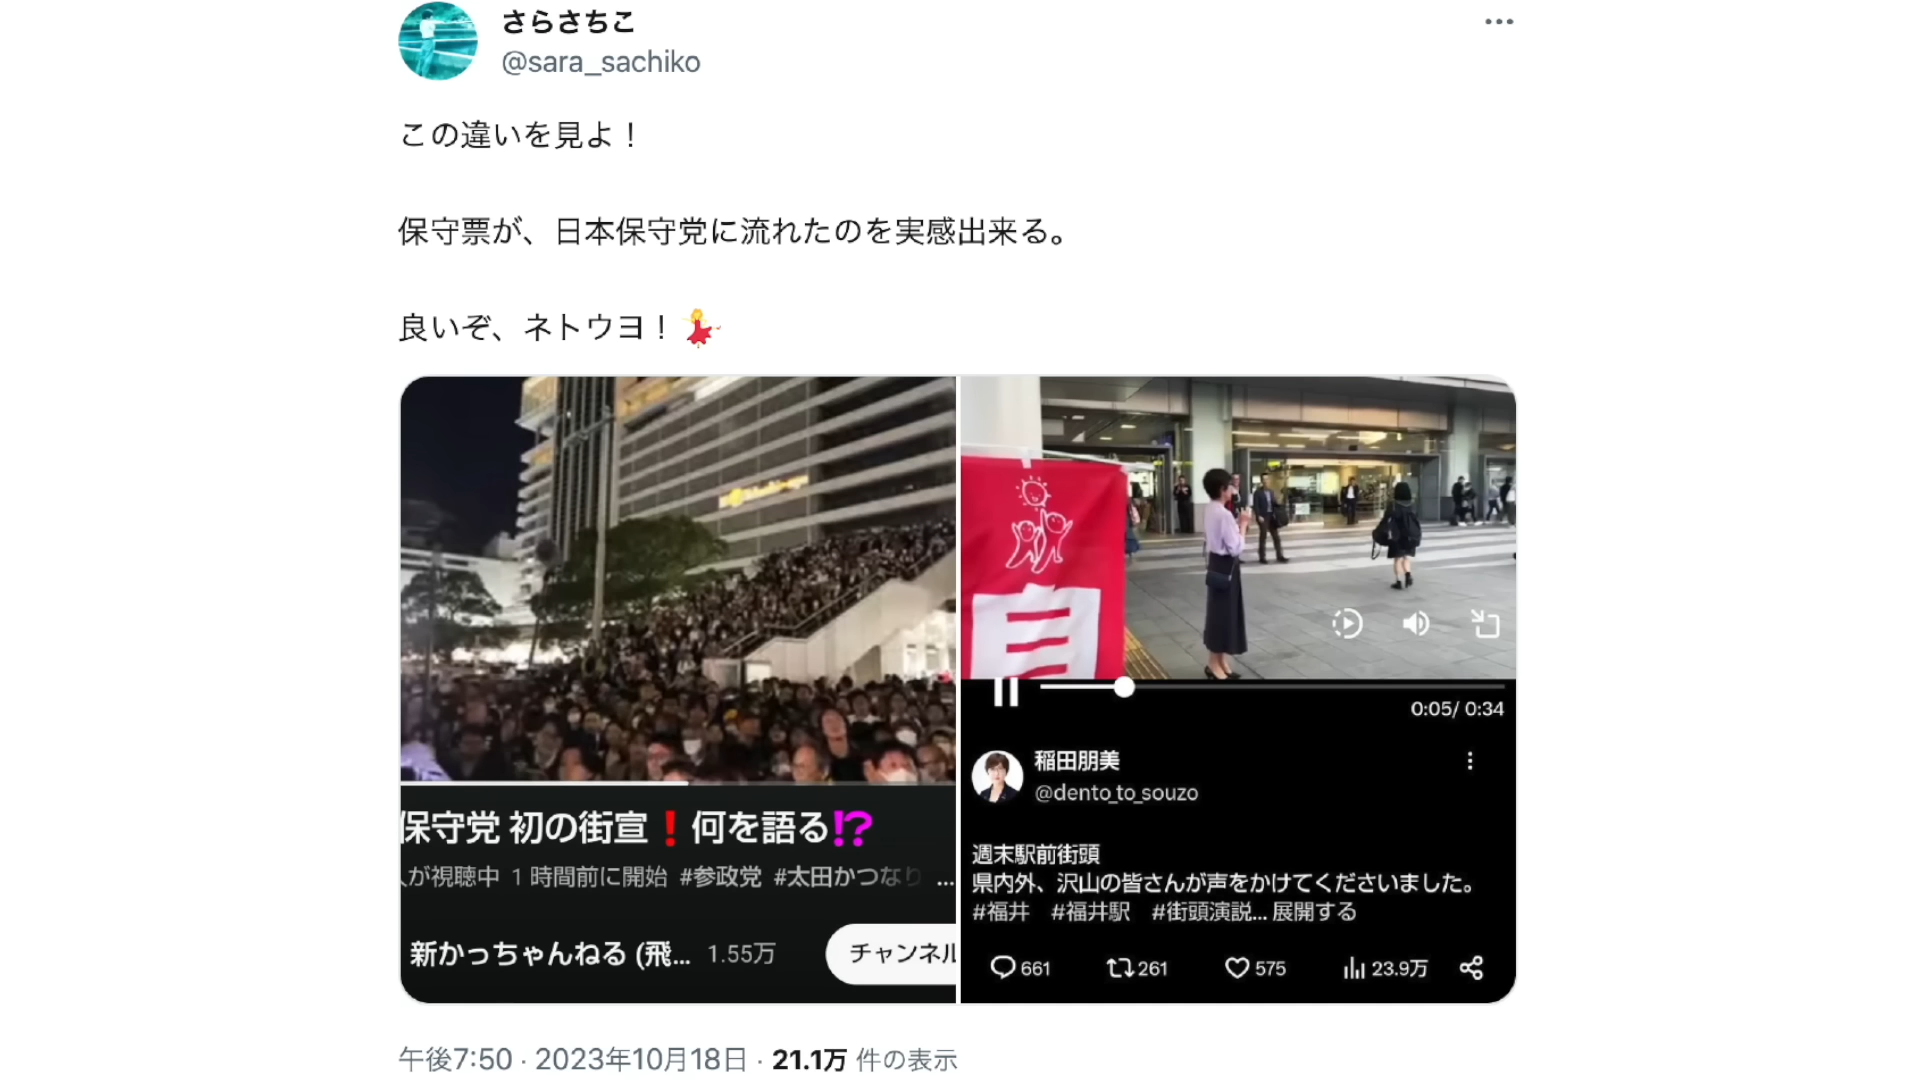 さらさちこ
@sara_sachiko
この違いを見よ！
保守票が、日本保守党に流れたのを実感出来る。
良いぞ、ネトウヨ！💃
保守党 初の街宣❗何を語る⁉
人が視聴中 1 時間前に開始 #参政党 #太田かつなり ...
新かっちゃんねる (飛... 1.55万
チャンネル
自
0:05/ 0:34
稲田朋美
@dento_to_souzo
週末駅前街頭
県内外、沢山の皆さんが声をかけてくださいました。
#福井 #福井駅 #街頭演説... 展開する
661 261 575 23.9万
午後7:50 · 2023年10月18日 · 21.1万 件の表示